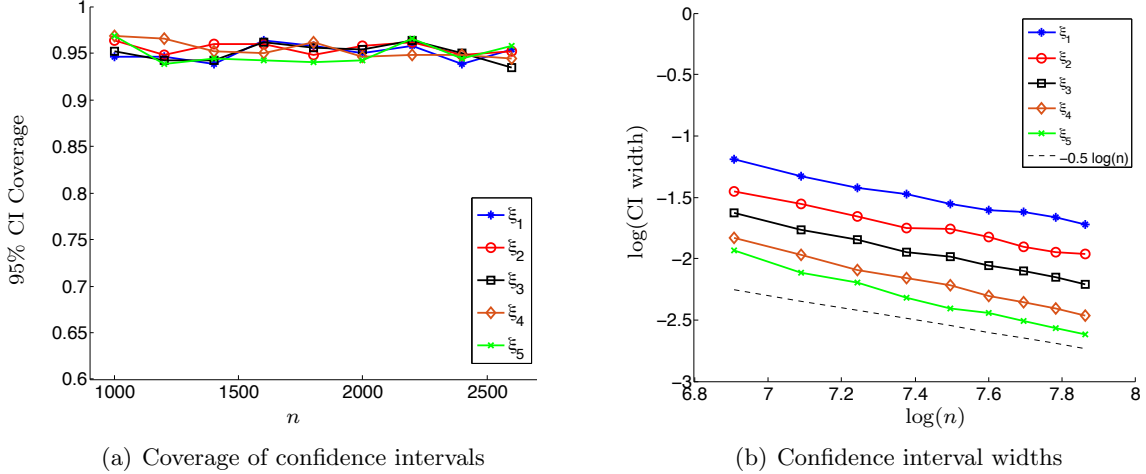 1
0.95
0.9
0.85
0.8
0.75
0.7
0.65
0.6
95% CI Coverage
1000 1500 2000 2500
n
ξ1
ξ2
ξ3
ξ4
ξ5
(a) Coverage of confidence intervals
0
−0.5
−1
−1.5
−2
−2.5
−3
log(CI width)
6.8 7 7.2 7.4 7.6 7.8 8
log(n)
ξ1
ξ2
ξ3
ξ4
ξ5
−0.5 log(n)
(b) Confidence interval widths